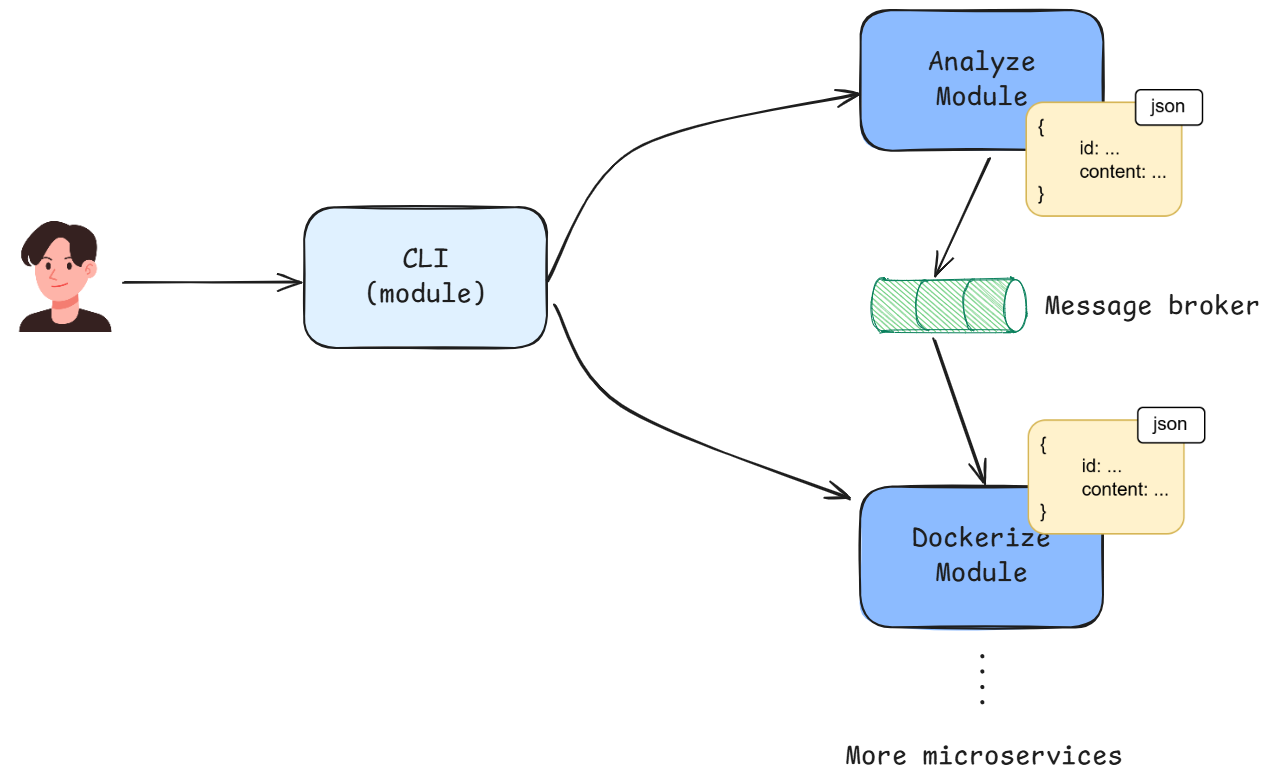 Analyze
Module
json
{
id: ...
content: ...
}
CLI
(module)
Message broker
json
{
id: ...
content: ...
}
Dockerize
Module
More microservices